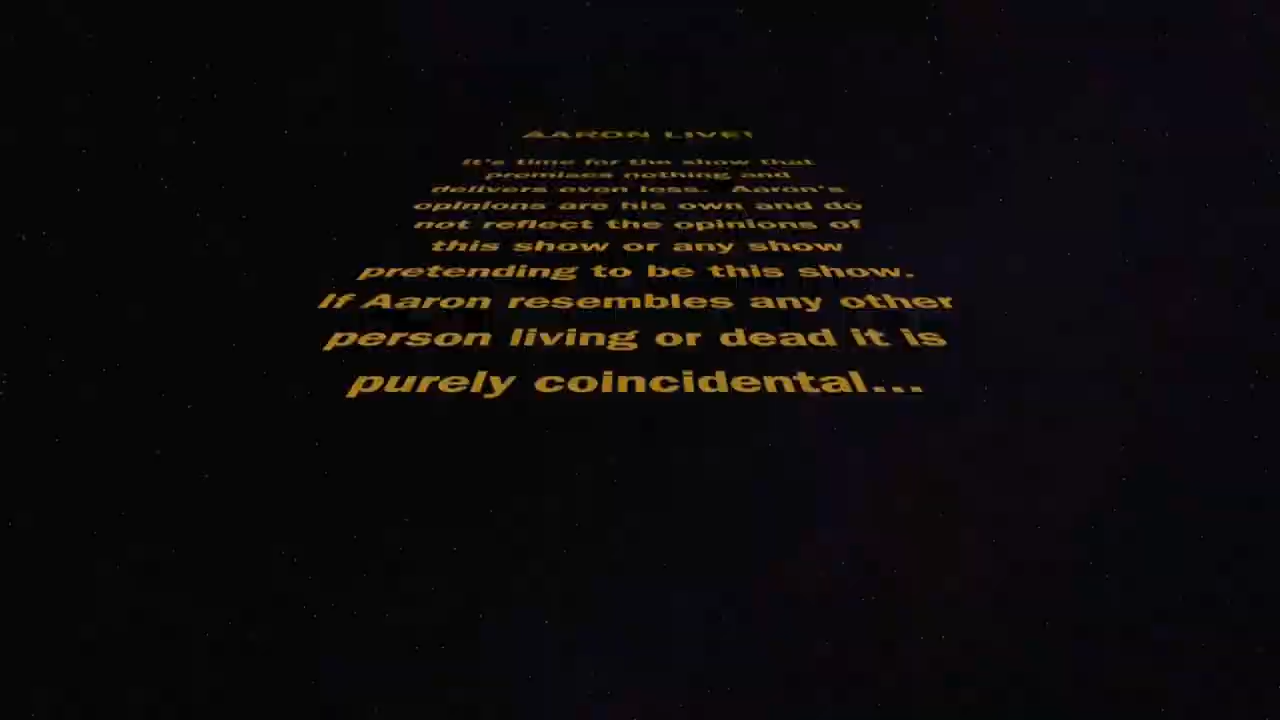 AARON LIVE!
It's time for the show that
promises nothing and
delivers even less.  Aaron's
opinions are his own and do
not reflect the opinions of
this show or any show
pretending to be this show.
If Aaron resembles any other
person living or dead it is
purely coincidental...